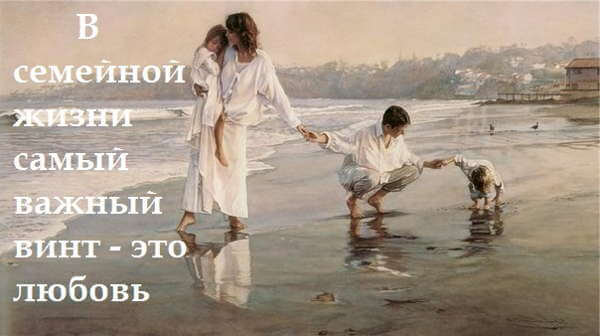 В
семейной
жизни
самый
важный
винт - это
любовь